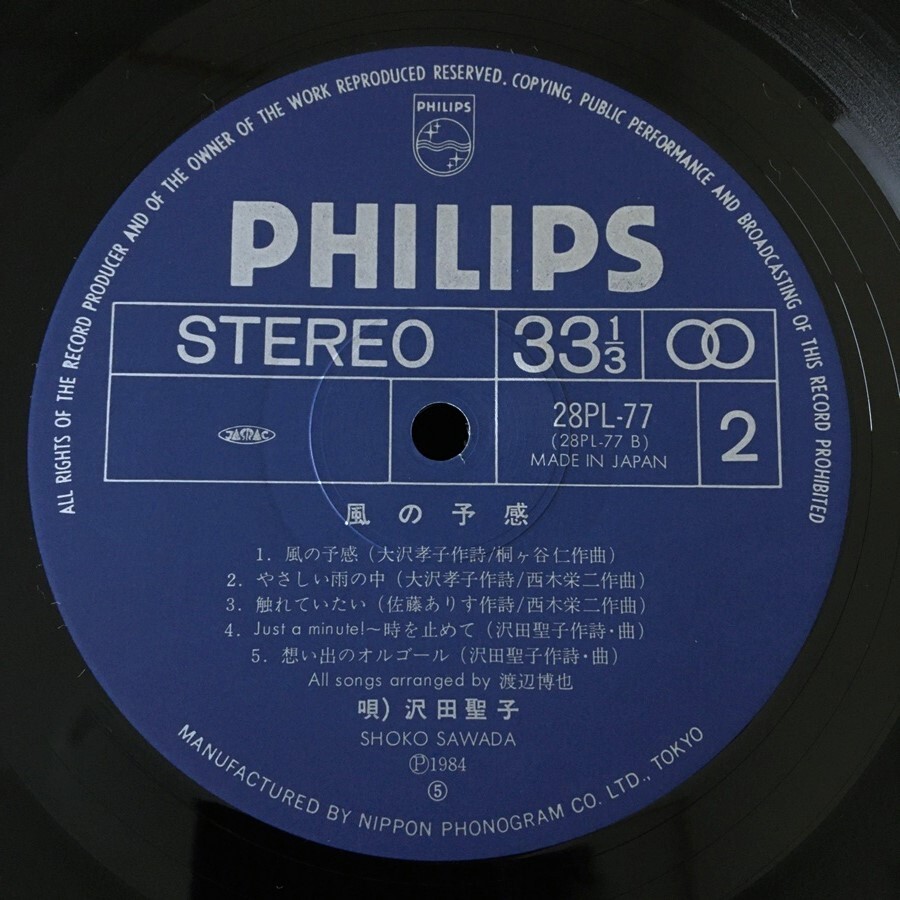 ALL RIGHTS OF THE RECORD PRODUCER AND OF THE OWNER OF THE WORK REPRODUCED RESERVED. COPYING, PUBLIC PERFORMANCE AND BROADCASTING OF THIS RECORD PROHIBITED
PHILIPS
PHILIPS
STEREO
33 1/3
JASRAC
28PL-77
(28PL-77 B)
MADE IN JAPAN
2
風の予感
1. 風の予感(大沢孝子作詩/桐ヶ谷仁作曲)
2. やさしい雨の中(大沢孝子作詩/西木栄二作曲)
3. 触れていたい(佐藤ありす作詩/西木栄二作曲)
4. Just a minute!〜時を止めて(沢田聖子作詩・曲)
5. 想い出のオルゴール(沢田聖子作詩・曲)
All songs arranged by 渡辺博也
唄)沢田聖子
SHOKO SAWADA
Ⓟ1984
⑤
MANUFACTURED BY NIPPON PHONOGRAM CO. LTD., TOKYO